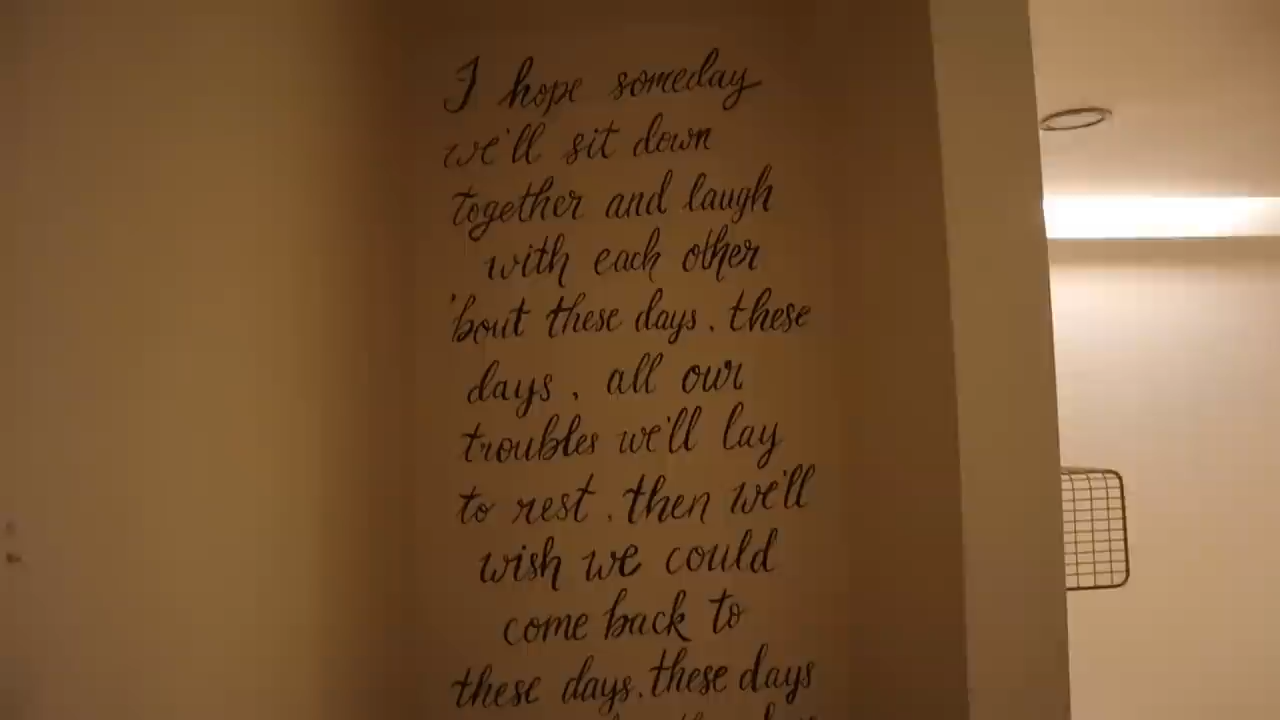 I hope someday
we'll sit down
together and laugh
with each other
'bout these days, these
days, all our
troubles we'll lay
to rest, then we'll
wish we could
come back to
these days, these days